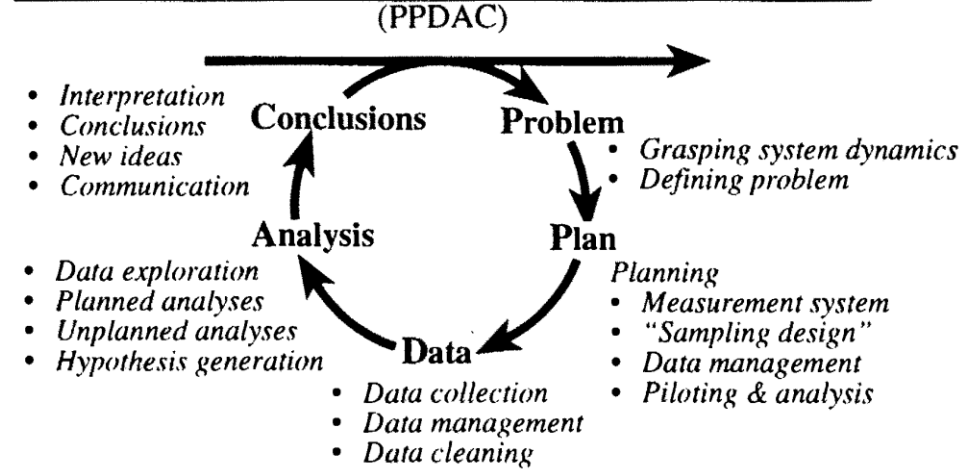 (PPDAC)
• Interpretation
• Conclusions
• New ideas
• Communication
Conclusions
Problem
• Grasping system dynamics
• Defining problem
Plan
Planning
• Measurement system
• “Sampling design”
• Data management
• Piloting & analysis
Data
• Data collection
• Data management
• Data cleaning
Analysis
• Data exploration
• Planned analyses
• Unplanned analyses
• Hypothesis generation